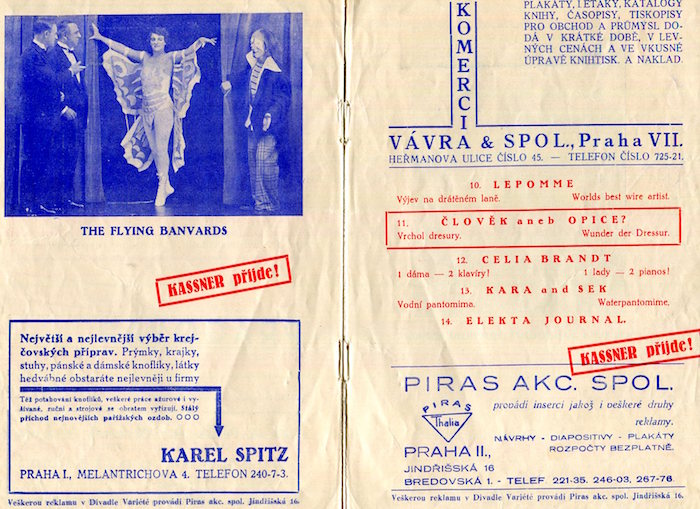 THE FLYING BANVARDS
KASSNER přijde!
Největší a nejlevnější výběr krej-
čovských příprav. Prýmky, krajky,
stuhy, pánské a dámské knoflíky, látky
hedvábné obstaráte nejlevněji u firmy
Též potahování knoflíků, veškeré práce ažurové i vy-
šívané, ruční a strojové se obratem vyřizují. Stálý
příchod nejnovějších pařížských ozdob. ○○○
KAREL SPITZ
PRAHA I., MELANTRICHOVA 4. TELEFON 240-7-3.
Veškerou reklamu v Divadle Variété provádí Piras akc. spol. Jindřišská 16.
KOMERCIA
PLAKÁTY, LETÁKY, KATALOGY
KNIHY, ČASOPISY, TISKOPISY
PRO OBCHOD A PRŮMYSL DO-
DÁ V KRÁTKÉ DOBĚ, V LEV-
NÝCH CENÁCH A VE VKUSNÉ
ÚPRAVĚ KNIHTISK. A NAKLAD.
VÁVRA & SPOL., Praha VII.
HEŘMANOVA ULICE ČÍSLO 45. — TELEFON ČÍSLO 725-21.
10. LEPOMME
Výjev na drátěném laně. Worlds best wire artist.
11. ČLOVĚK aneb OPICE?
Vrchol dresury. Wunder der Dressur.
12. CELIA BRANDT
1 dáma — 2 klavíry! 1 lady — 2 pianos!
13. KARA and SEK
Vodní pantomima. Waterpantomime.
14. ELEKTA JOURNAL.
KASSNER přijde!
PIRAS AKC. SPOL.
PIRAS
Thalia
provádí inserci jakož i veškeré druhy
reklamy.
NÁVRHY - DIAPOSITIVY - PLAKÁTY
ROZPOČTY BEZPLATNĚ.
PRAHA II.,
JINDŘIŠSKÁ 16
BREDOVSKÁ 1. - TELEF. 221-35. 246-03, 267-76.
Veškerou reklamu v Divadle Variété provádí Piras akc. spol. Jindřišská 16.